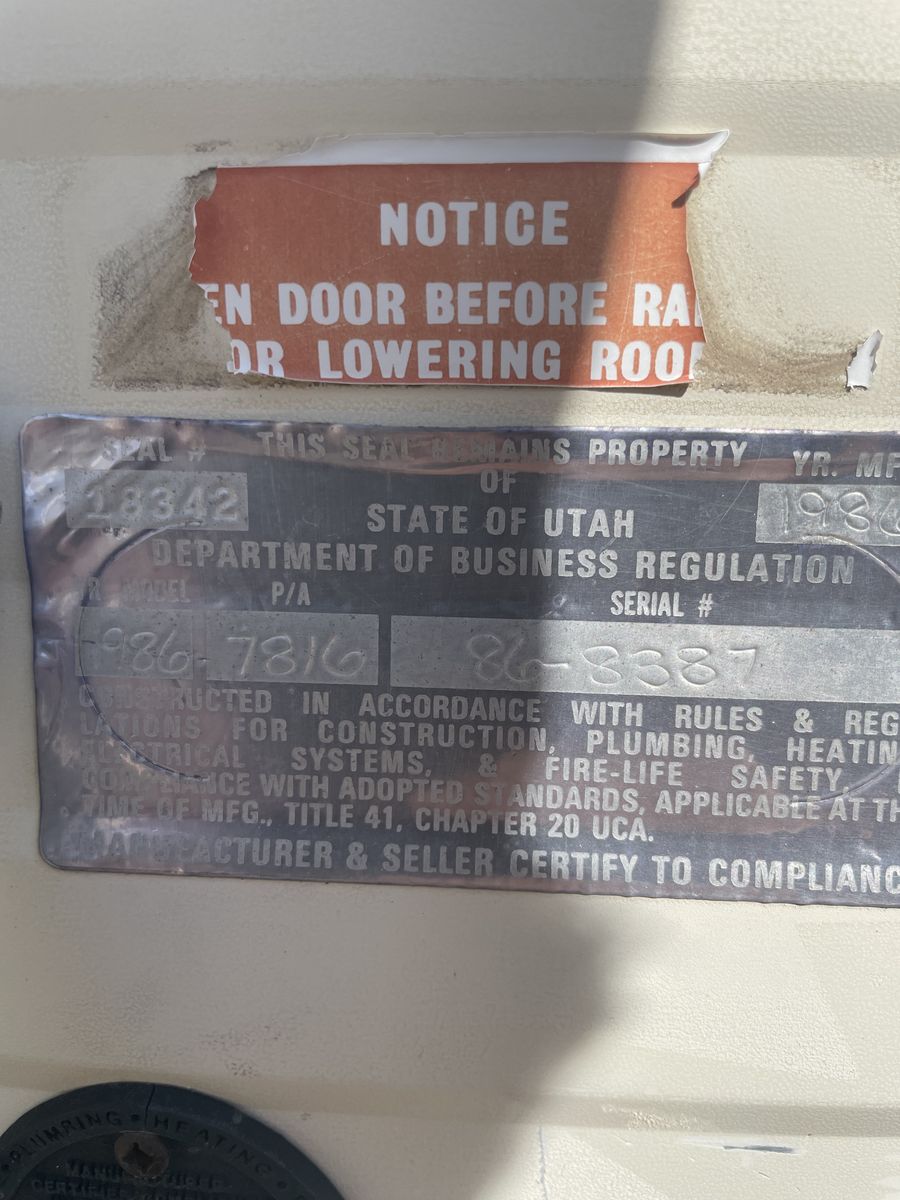 NOTICE
EN DOOR BEFORE RAI
OR LOWERING ROOF
SEAL # THIS SEAL REMAINS PROPERTY YR. MF
OF
18342 STATE OF UTAH 1986
DEPARTMENT OF BUSINESS REGULATION
R MODEL P/A SERIAL #
986 7816 86-8387
CONSTRUCTED IN ACCORDANCE WITH RULES & REG
LATIONS FOR CONSTRUCTION, PLUMBING, HEATIN
ELECTRICAL SYSTEMS, & FIRE-LIFE SAFETY,
COMPLIANCE WITH ADOPTED STANDARDS, APPLICABLE AT TH
TIME OF MFG., TITLE 41, CHAPTER 20 UCA.
MANUFACTURER & SELLER CERTIFY TO COMPLIANC
PLUMBING • HEATING